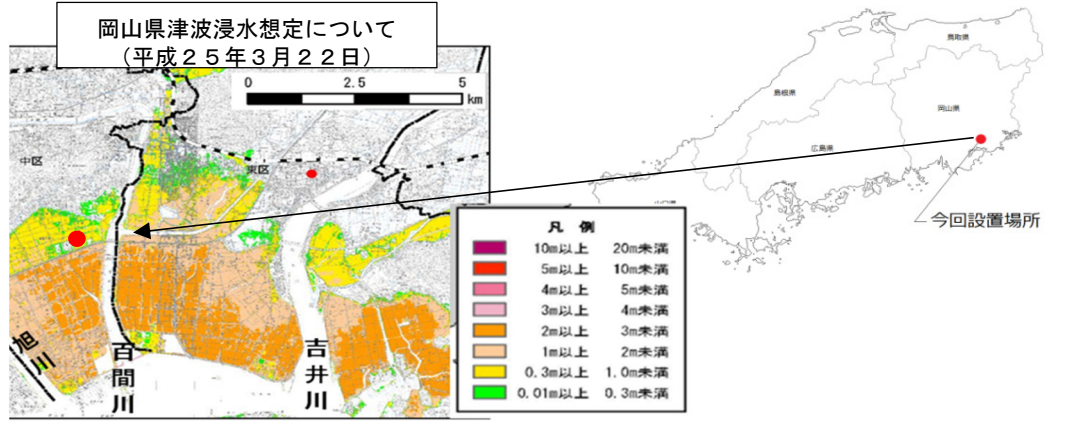 岡山県津波浸水想定について
(平成２５年３月２２日)
0 2.5 5
km
中区
東区
旭川
百間川
吉井川
凡 例
10m以上 20m未満
5m以上 10m未満
4m以上 5m未満
3m以上 4m未満
2m以上 3m未満
1m以上 2m未満
0.3m以上 1.0m未満
0.01m以上 0.3m未満
鳥取県
島根県
岡山県
広島県
今回設置場所